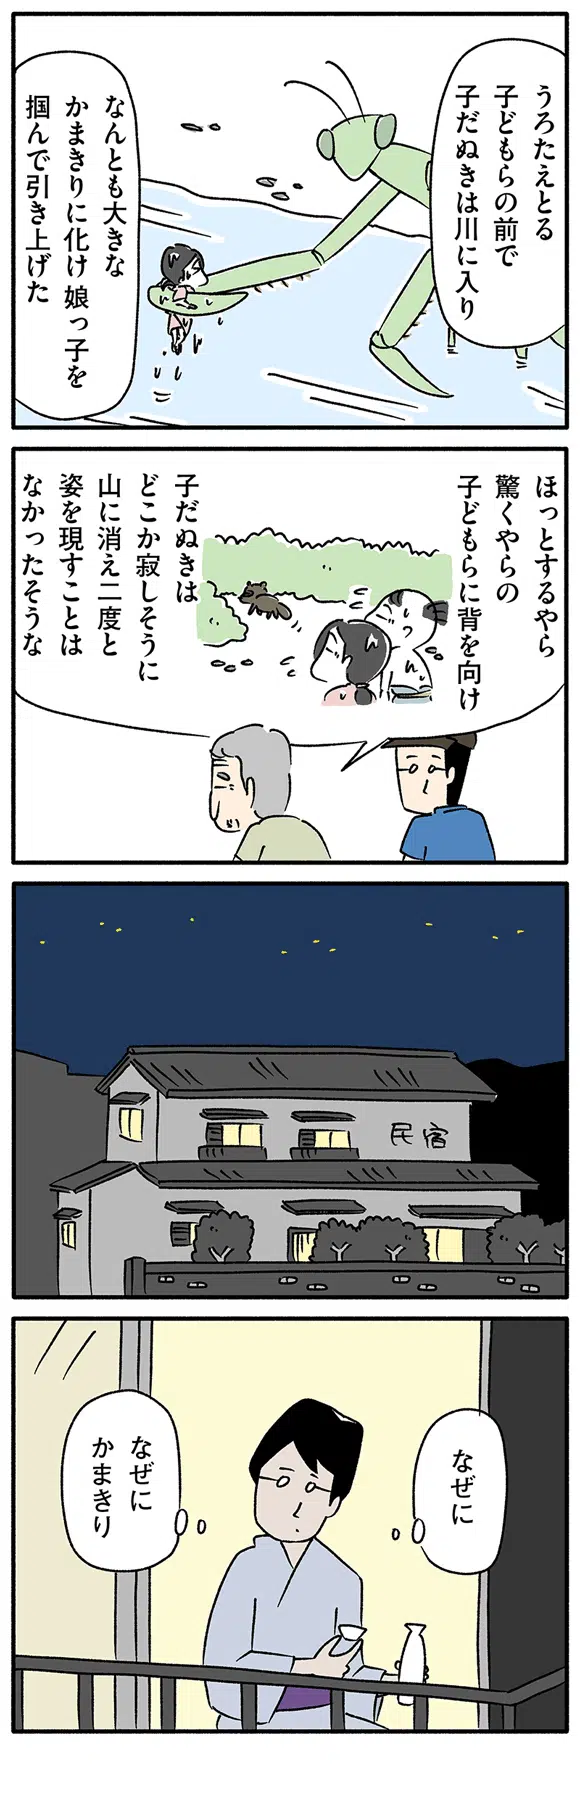 うろたえとる
子どもらの前で
子だぬきは川に入り
なんとも大きな
かまきりに化け娘っ子を
掴んで引き上げた
ほっとするやら
驚くやらの
子どもらに背を向け
子だぬきは
どこか寂しそうに
山に消え二度と
姿を現すことは
なかったそうな
民宿
なぜに
なぜに
かまきり